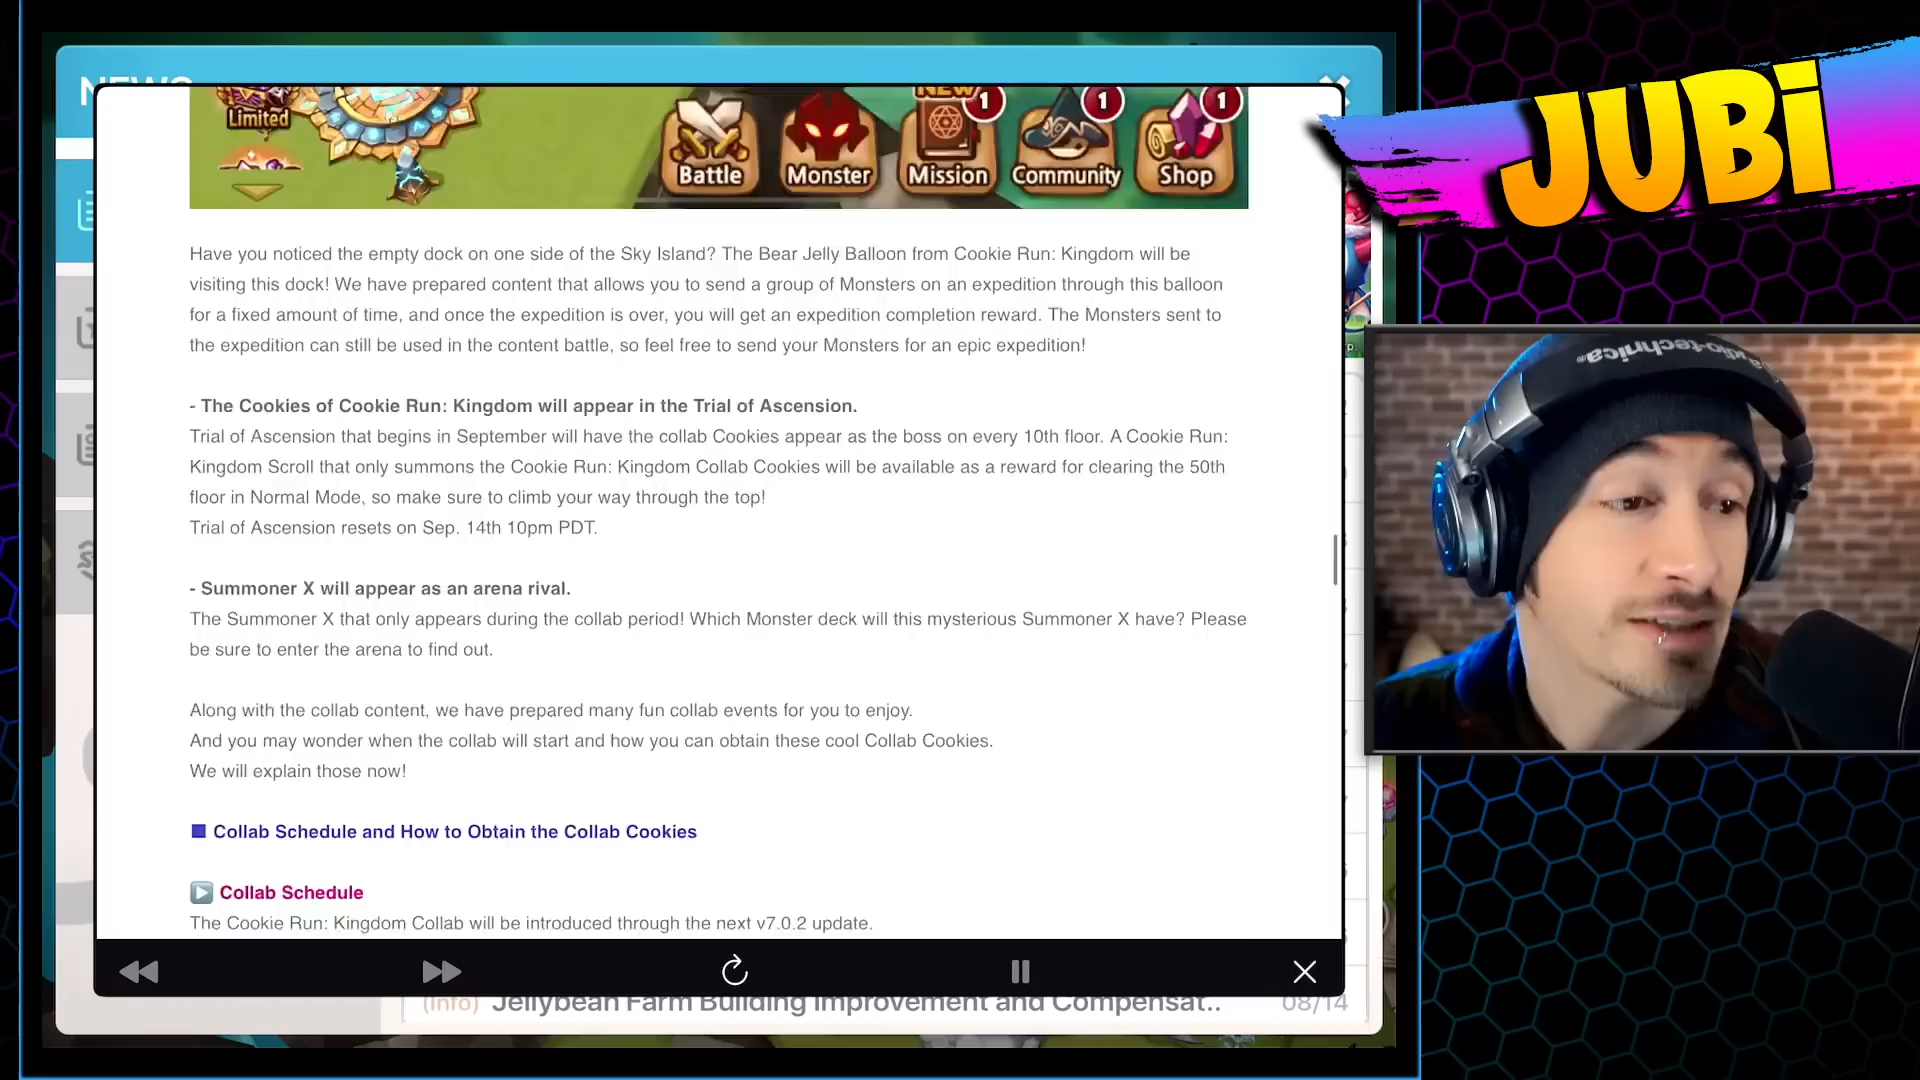 JUBi
NEWS
Limited
NEW
1
1
1
Battle
Monster
Mission
Community
Shop
Have you noticed the empty dock on one side of the Sky Island? The Bear Jelly Balloon from Cookie Run: Kingdom will be
visiting this dock! We have prepared content that allows you to send a group of Monsters on an expedition through this balloon
for a fixed amount of time, and once the expedition is over, you will get an expedition completion reward. The Monsters sent to
the expedition can still be used in the content battle, so feel free to send your Monsters for an epic expedition!
- The Cookies of Cookie Run: Kingdom will appear in the Trial of Ascension.
Trial of Ascension that begins in September will have the collab Cookies appear as the boss on every 10th floor. A Cookie Run:
Kingdom Scroll that only summons the Cookie Run: Kingdom Collab Cookies will be available as a reward for clearing the 50th
floor in Normal Mode, so make sure to climb your way through the top!
Trial of Ascension resets on Sep. 14th 10pm PDT.
- Summoner X will appear as an arena rival.
The Summoner X that only appears during the collab period! Which Monster deck will this mysterious Summoner X have? Please
be sure to enter the arena to find out.
Along with the collab content, we have prepared many fun collab events for you to enjoy.
And you may wonder when the collab will start and how you can obtain these cool Collab Cookies.
We will explain those now!
■ Collab Schedule and How to Obtain the Collab Cookies
▶ Collab Schedule
The Cookie Run: Kingdom Collab will be introduced through the next v7.0.2 update.
(Info) Jellybean Farm Building Improvement and Compensat.. 08/14
audio-technica